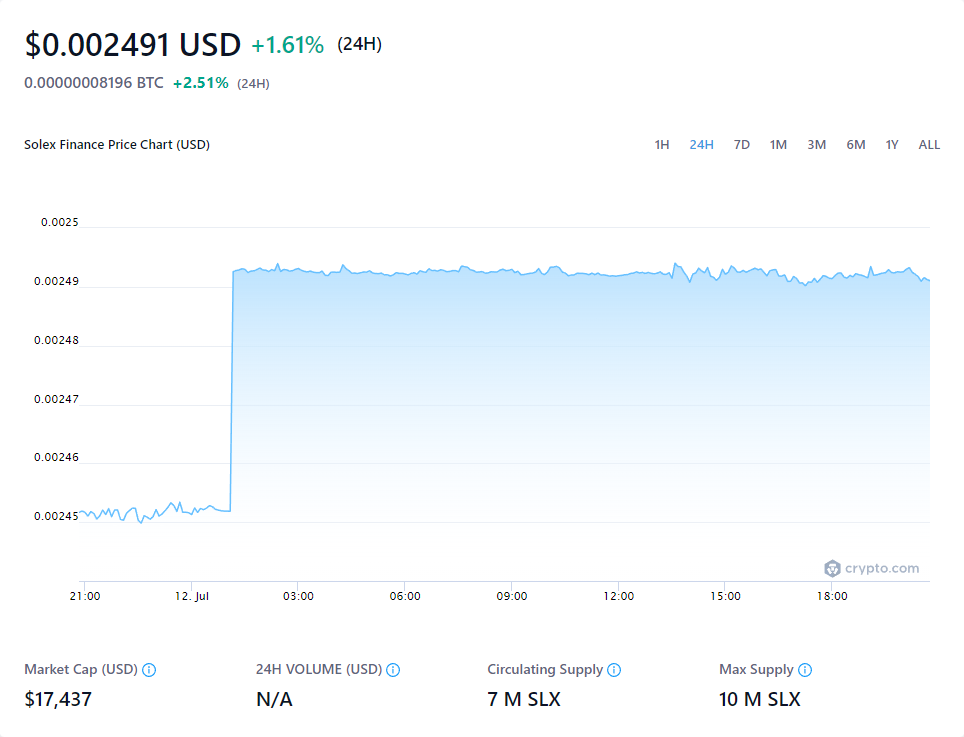 $0.002491 USD +1.61% (24H)
0.00000008196 BTC +2.51% (24H)
Solex Finance Price Chart (USD) 1H 24H 7D 1M 3M 6M 1Y ALL
0.0025
0.00249
0.00248
0.00247
0.00246
0.00245
crypto.com
21:00 12. Jul 03:00 06:00 09:00 12:00 15:00 18:00
Market Cap (USD) 24H VOLUME (USD) Circulating Supply Max Supply
$17,437 N/A 7 M SLX 10 M SLX